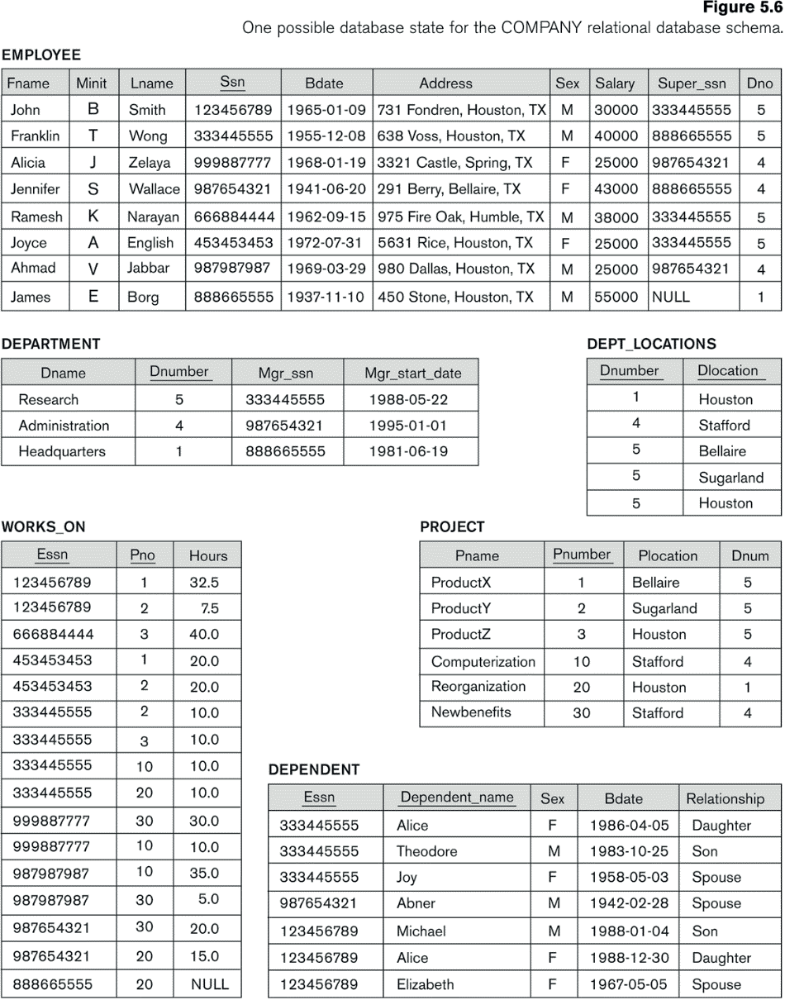 Figure 5.6
One possible database state for the COMPANY relational database schema.
EMPLOYEE
Fname Minit Lname Ssn Bdate Address Sex Salary Super_ssn Dno
John B Smith 123456789 1965-01-09 731 Fondren, Houston, TX M 30000 333445555 5
Franklin T Wong 333445555 1955-12-08 638 Voss, Houston, TX M 40000 888665555 5
Alicia J Zelaya 999887777 1968-01-19 3321 Castle, Spring, TX F 25000 987654321 4
Jennifer S Wallace 987654321 1941-06-20 291 Berry, Bellaire, TX F 43000 888665555 4
Ramesh K Narayan 666884444 1962-09-15 975 Fire Oak, Humble, TX M 38000 333445555 5
Joyce A English 453453453 1972-07-31 5631 Rice, Houston, TX F 25000 333445555 5
Ahmad V Jabbar 987987987 1969-03-29 980 Dallas, Houston, TX M 25000 987654321 4
James E Borg 888665555 1937-11-10 450 Stone, Houston, TX M 55000 NULL 1
DEPARTMENT
Dname Dnumber Mgr_ssn Mgr_start_date
Research 5 333445555 1988-05-22
Administration 4 987654321 1995-01-01
Headquarters 1 888665555 1981-06-19
DEPT_LOCATIONS
Dnumber Dlocation
1 Houston
4 Stafford
5 Bellaire
5 Sugarland
5 Houston
WORKS_ON
Essn Pno Hours
123456789 1 32.5
123456789 2 7.5
666884444 3 40.0
453453453 1 20.0
453453453 2 20.0
333445555 2 10.0
333445555 3 10.0
333445555 10 10.0
333445555 20 10.0
999887777 30 30.0
999887777 10 10.0
987987987 10 35.0
987987987 30 5.0
987654321 30 20.0
987654321 20 15.0
888665555 20 NULL
PROJECT
Pname Pnumber Plocation Dnum
ProductX 1 Bellaire 5
ProductY 2 Sugarland 5
ProductZ 3 Houston 5
Computerization 10 Stafford 4
Reorganization 20 Houston 1
Newbenefits 30 Stafford 4
DEPENDENT
Essn Dependent_name Sex Bdate Relationship
333445555 Alice F 1986-04-05 Daughter
333445555 Theodore M 1983-10-25 Son
333445555 Joy F 1958-05-03 Spouse
987654321 Abner M 1942-02-28 Spouse
123456789 Michael M 1988-01-04 Son
123456789 Alice F 1988-12-30 Daughter
123456789 Elizabeth F 1967-05-05 Spouse